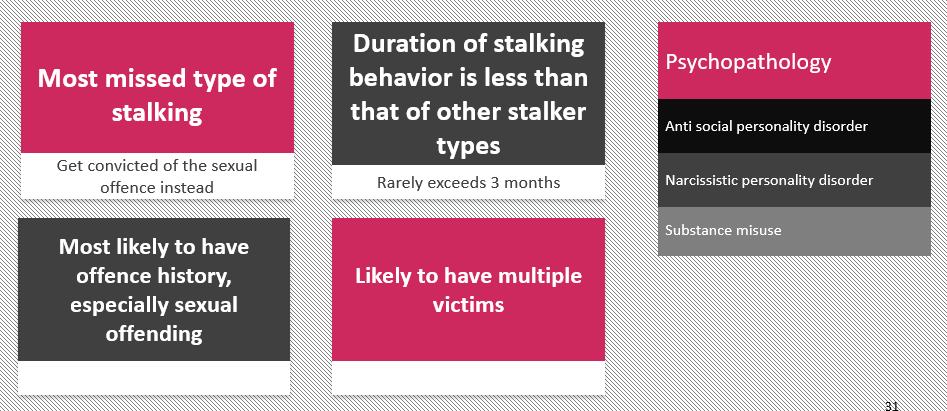 Most missed type of
stalking
Get convicted of the sexual
offence instead
Duration of stalking
behavior is less than
that of other stalker
types
Rarely exceeds 3 months
Psychopathology
Anti social personality disorder
Narcissistic personality disorder
Substance misuse
Most likely to have
offence history,
especially sexual
offending
Likely to have multiple
victims
31